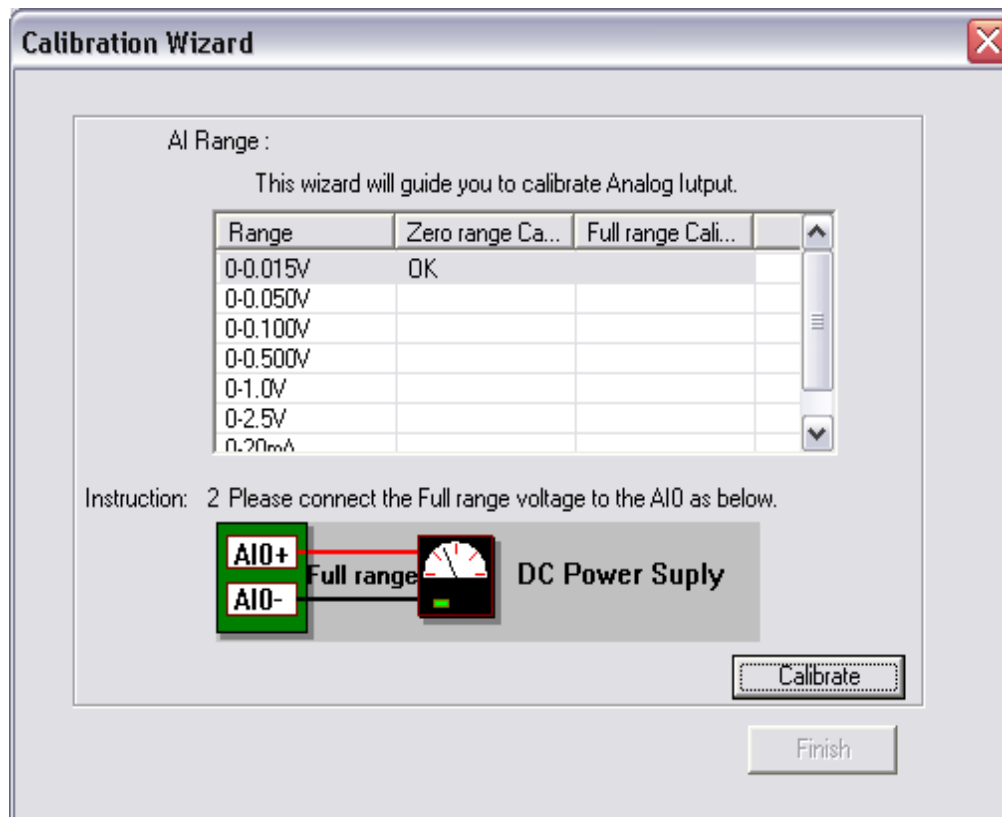 Calibration Wizard
AI Range :
This wizard will guide you to calibrate Analog Iutput.
Range Zero range Ca... Full range Cali...
0-0.015V OK
0-0.050V
0-0.100V
0-0.500V
0-1.0V
0-2.5V
0-20mA
Instruction: 2 Please connect the Full range voltage to the AI0 as below.
AI0+
Full range
DC Power Suply
AI0-
Calibrate
Finish